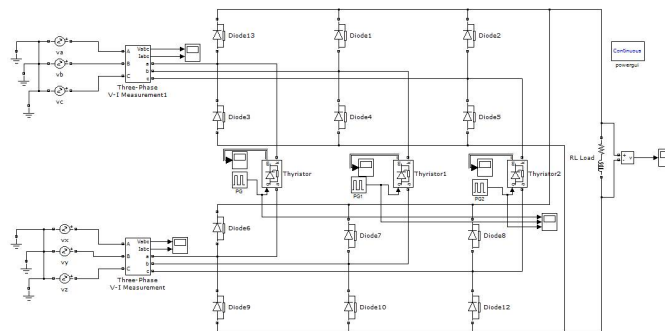 Diode13
Diode1
Diode2
Continuous
powergui
va
vb
vc
A
B
C
Vabc
Iabc
a
b
c
Three-Phase
V-I Measurement1
Diode3
Diode4
Diode5
RL Load
v
Thyristor
Thyristor1
Thyristor2
PG
PG1
PG2
Diode6
Diode7
Diode8
vx
vy
vz
A
B
C
Vabc
Iabc
a
b
c
Three-Phase
V-I Measurement
Diode9
Diode10
Diode12